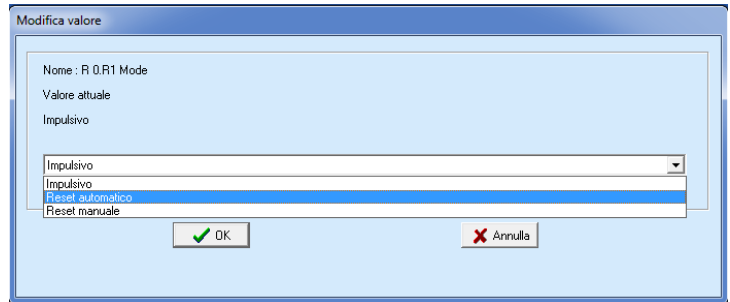 Modifica valore
Nome : R 0.R1 Mode
Valore attuale
Impulsivo
Impulsivo
Impulsivo
Reset automatico
Reset manuale
OK
Annulla